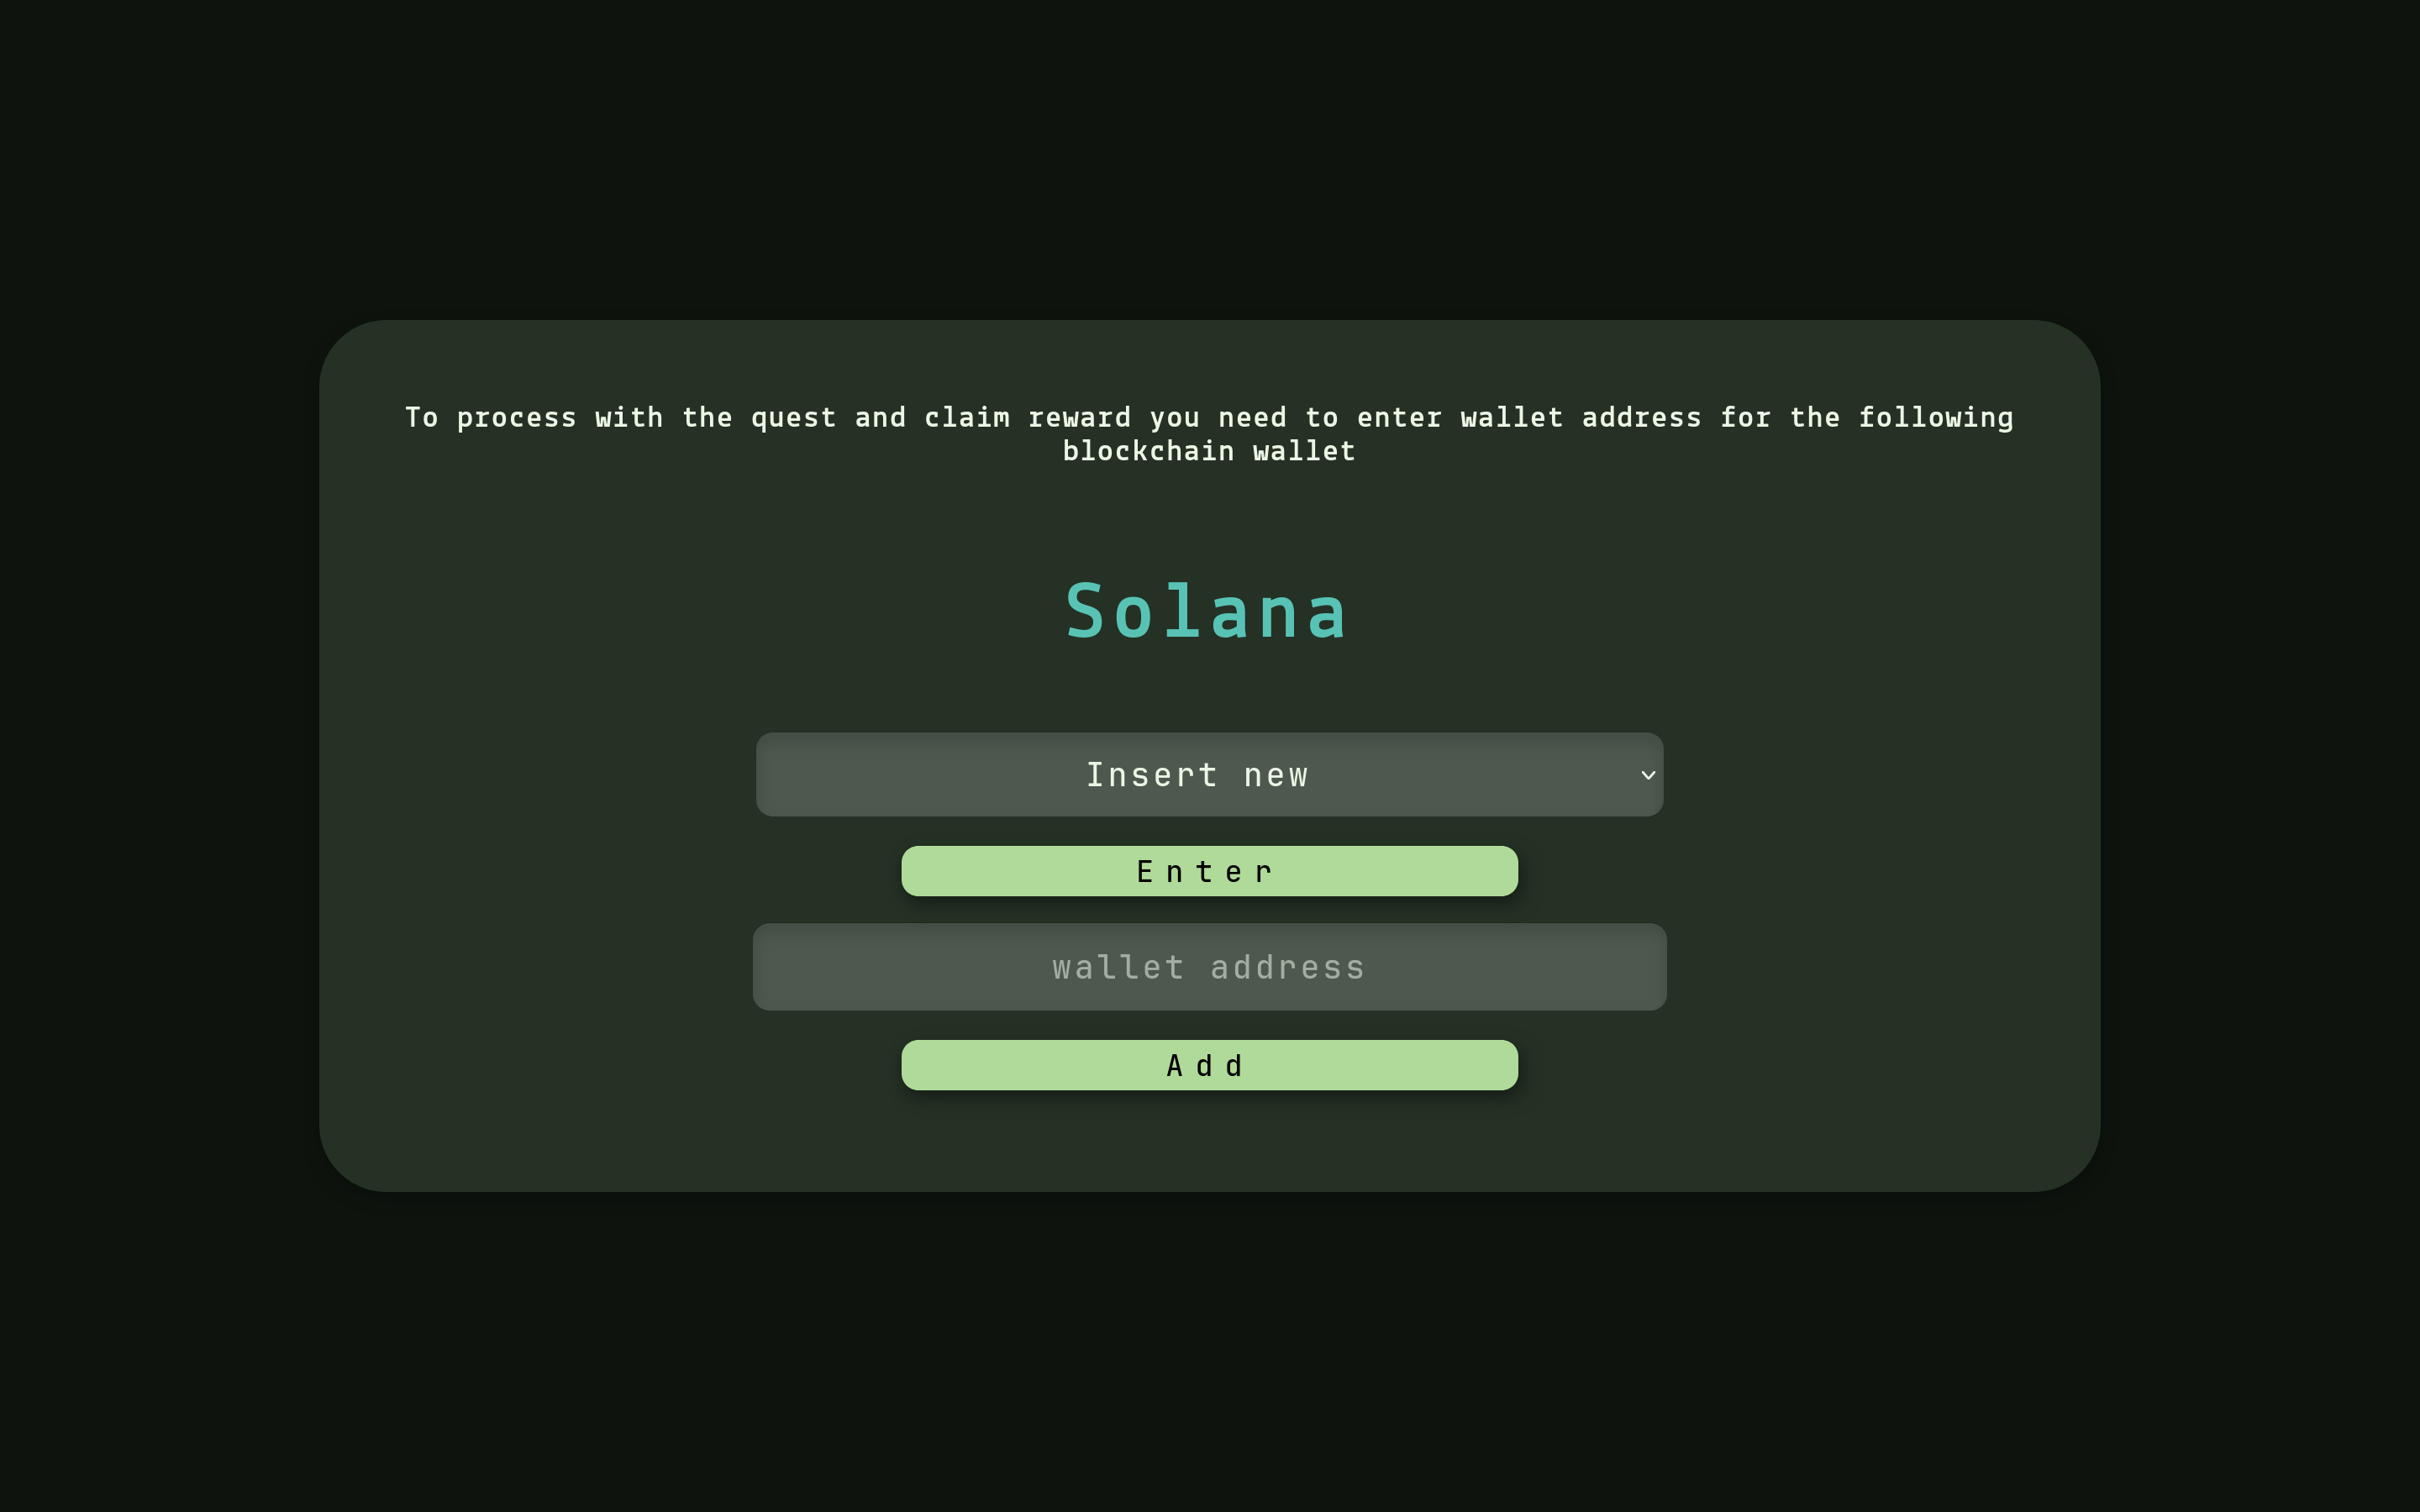 To process with the quest and claim reward you need to enter wallet address for the following
blockchain wallet
Solana
Insert new
Enter
wallet address
Add